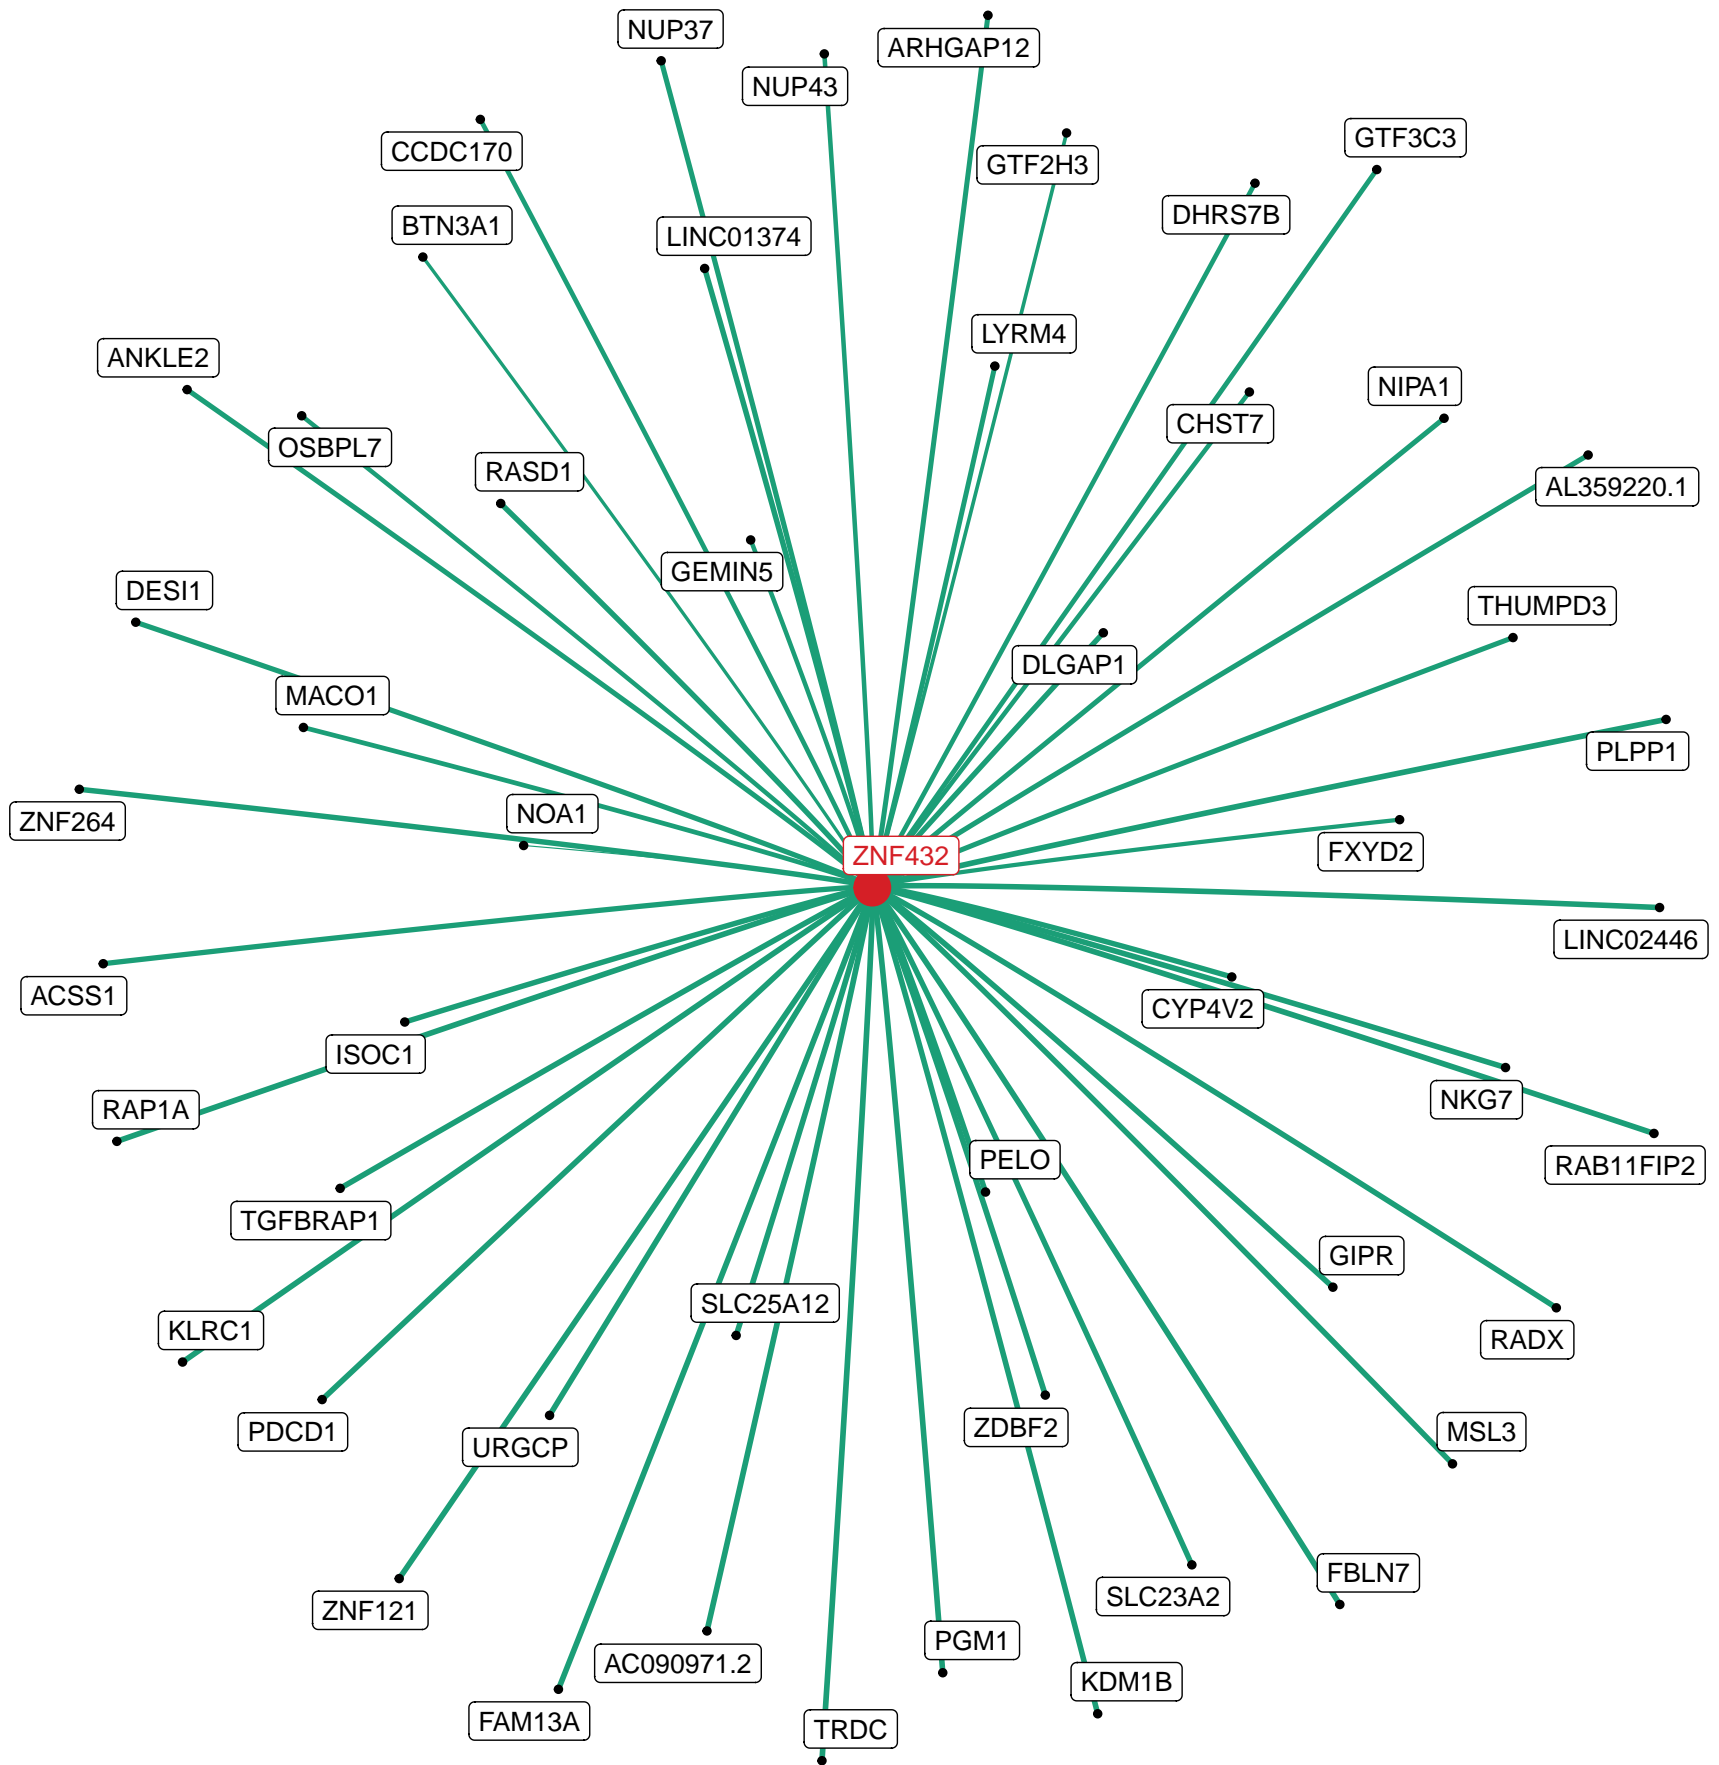 NUP37
ARHGAP12
NUP43
GTF3C3
CCDC170
GTF2H3
DHRS7B
BTN3A1
LINC01374
LYRM4
ANKLE2
NIPA1
CHST7
OSBPL7
RASD1
AL359220.1
GEMIN5
DESI1
THUMPD3
DLGAP1
MACO1
PLPP1
NOA1
ZNF264
ZNF432
FXYD2
LINC02446
ACSS1
CYP4V2
ISOC1
NKG7
RAP1A
PELO
RAB11FIP2
TGFBRAP1
GIPR
SLC25A12
KLRC1
RADX
ZDBF2
PDCD1
MSL3
URGCP
FBLN7
SLC23A2
ZNF121
PGM1
AC090971.2
KDM1B
FAM13A
TRDC